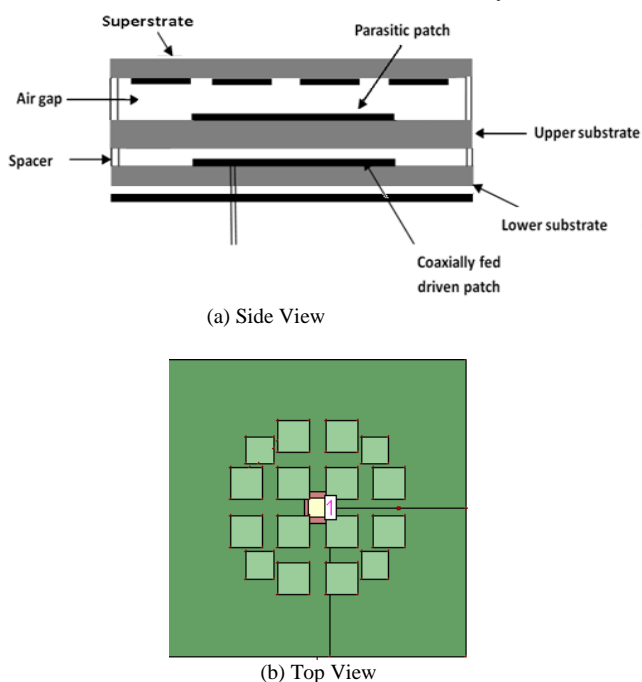 Superstrate
Parasitic patch
Air gap
Upper substrate
Spacer
Lower substrate
Coaxially fed
driven patch
(a) Side View
1
(b) Top View